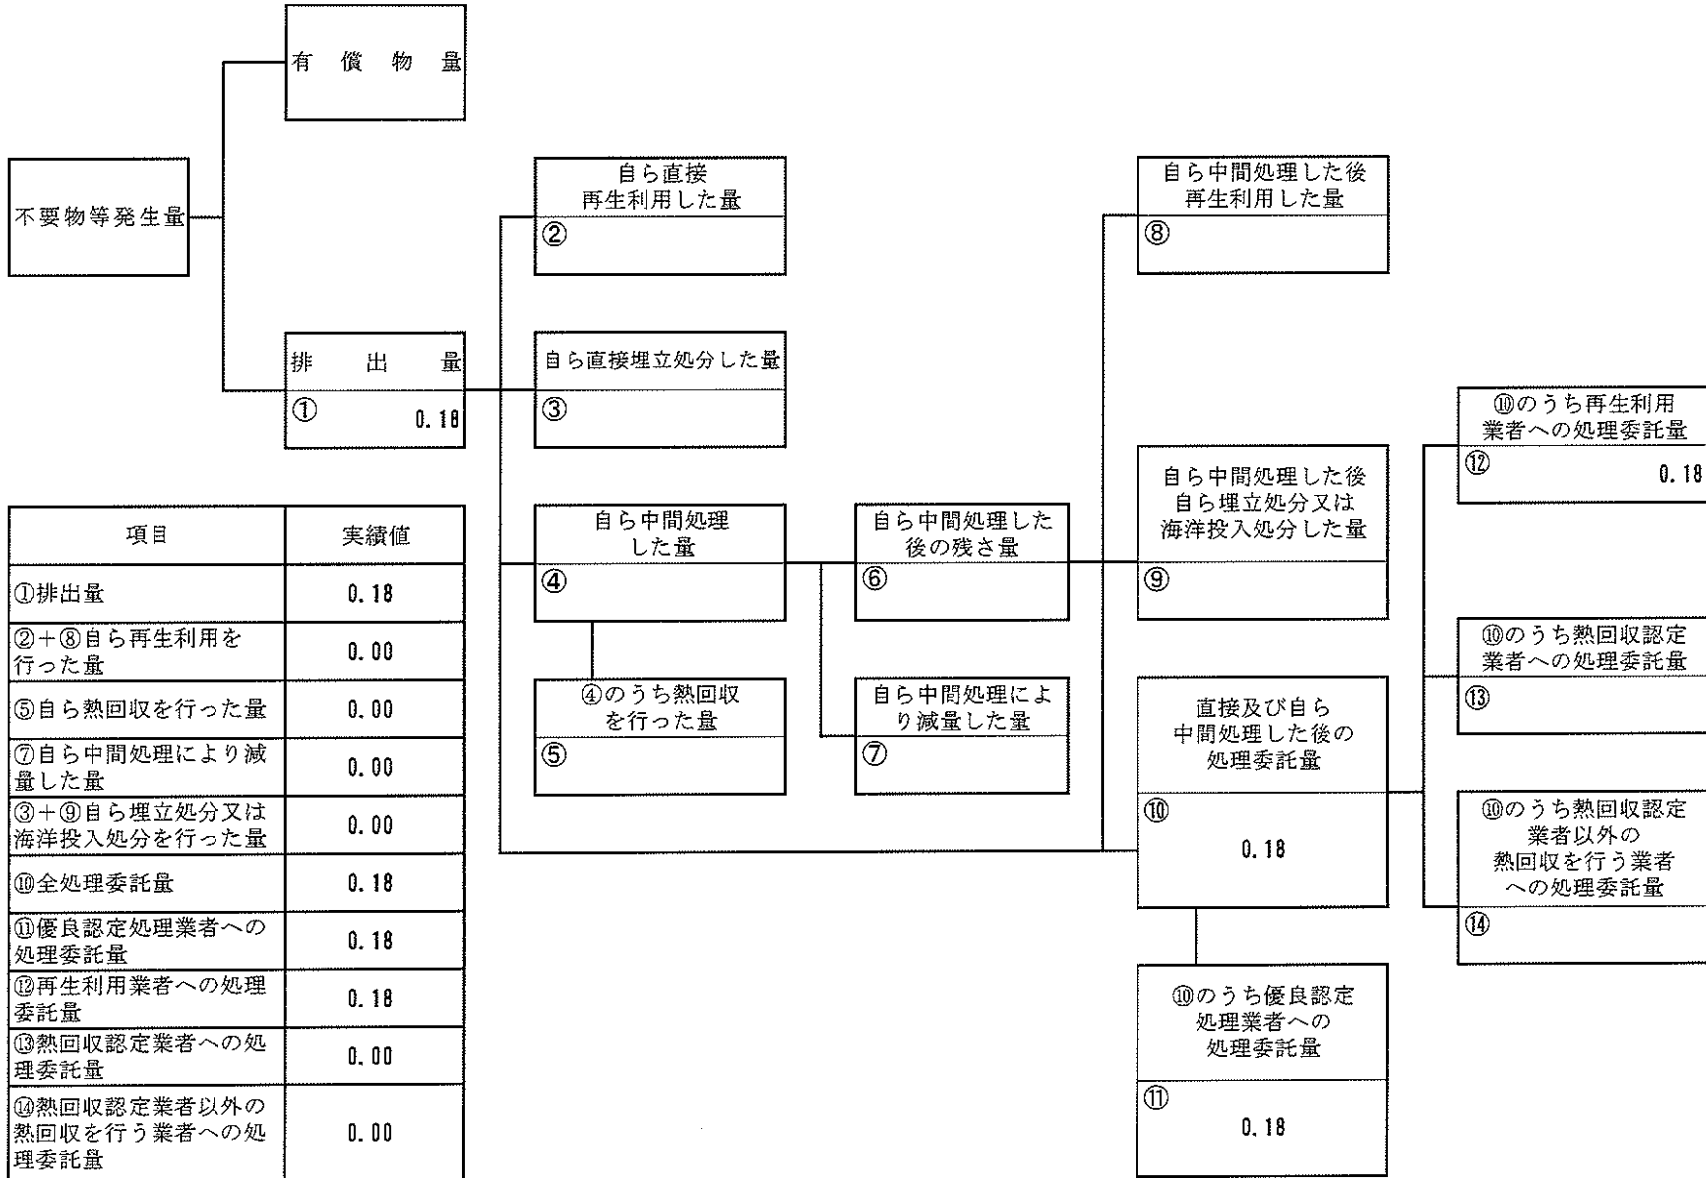 有償物量
不要物等発生量
自ら直接
再生利用した量
②
自ら中間処理した後
再生利用した量
⑧
排出量
①
0.18
自ら直接埋立処分した量
③
⑩のうち再生利用
業者への処理委託量
⑫
0.18
自ら中間処理
した量
④
自ら中間処理した
後の残さ量
⑥
自ら中間処理した後
自ら埋立処分又は
海洋投入処分した量
⑨
④のうち熱回収
を行った量
⑤
自ら中間処理によ
り減量した量
⑦
直接及び自ら
中間処理した後の
処理委託量
⑩
0.18
⑩のうち熱回収認定
業者への処理委託量
⑬
⑩のうち熱回収認定
業者以外の
熱回収を行う業者
への処理委託量
⑭
⑩のうち優良認定
処理業者への
処理委託量
⑪
0.18
項目 実績値
①排出量 0.18
②+⑧自ら再生利用を
行った量 0.00
⑤自ら熱回収を行った量 0.00
⑦自ら中間処理により減
量した量 0.00
③+⑨自ら埋立処分又は
海洋投入処分を行った量 0.00
⑩全処理委託量 0.18
⑪優良認定処理業者への
処理委託量 0.18
⑫再生利用業者への処理
委託量 0.18
⑬熱回収認定業者への処
理委託量 0.00
⑭熱回収認定業者以外の
熱回収を行う業者への処
理委託量 0.00